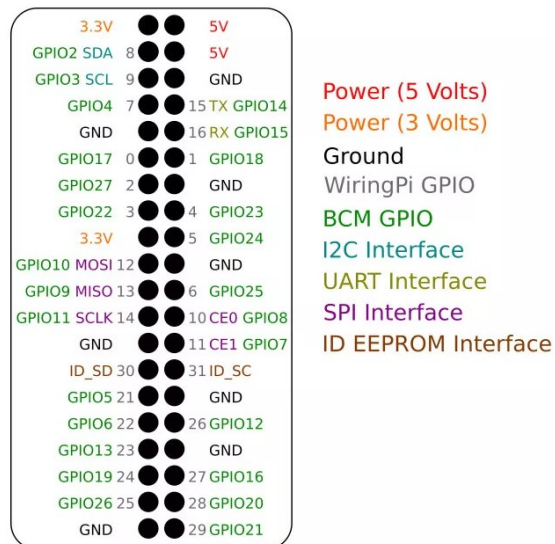 3.3V 5V
GPIO2 SDA 8 5V
GPIO3 SCL 9 GND
GPIO4 7 15 TX GPIO14
GND 16 RX GPIO15
GPIO17 0 1 GPIO18
GPIO27 2 GND
GPIO22 3 4 GPIO23
3.3V 5 GPIO24
GPIO10 MOSI 12 GND
GPIO9 MISO 13 6 GPIO25
GPIO11 SCLK 14 10 CE0 GPIO8
GND 11 CE1 GPIO7
ID_SD 30 31 ID_SC
GPIO5 21 GND
GPIO6 22 26 GPIO12
GPIO13 23 GND
GPIO19 24 27 GPIO16
GPIO26 25 28 GPIO20
GND 29 GPIO21
Power (5 Volts)
Power (3 Volts)
Ground
WiringPi GPIO
BCM GPIO
I2C Interface
UART Interface
SPI Interface
ID EEPROM Interface